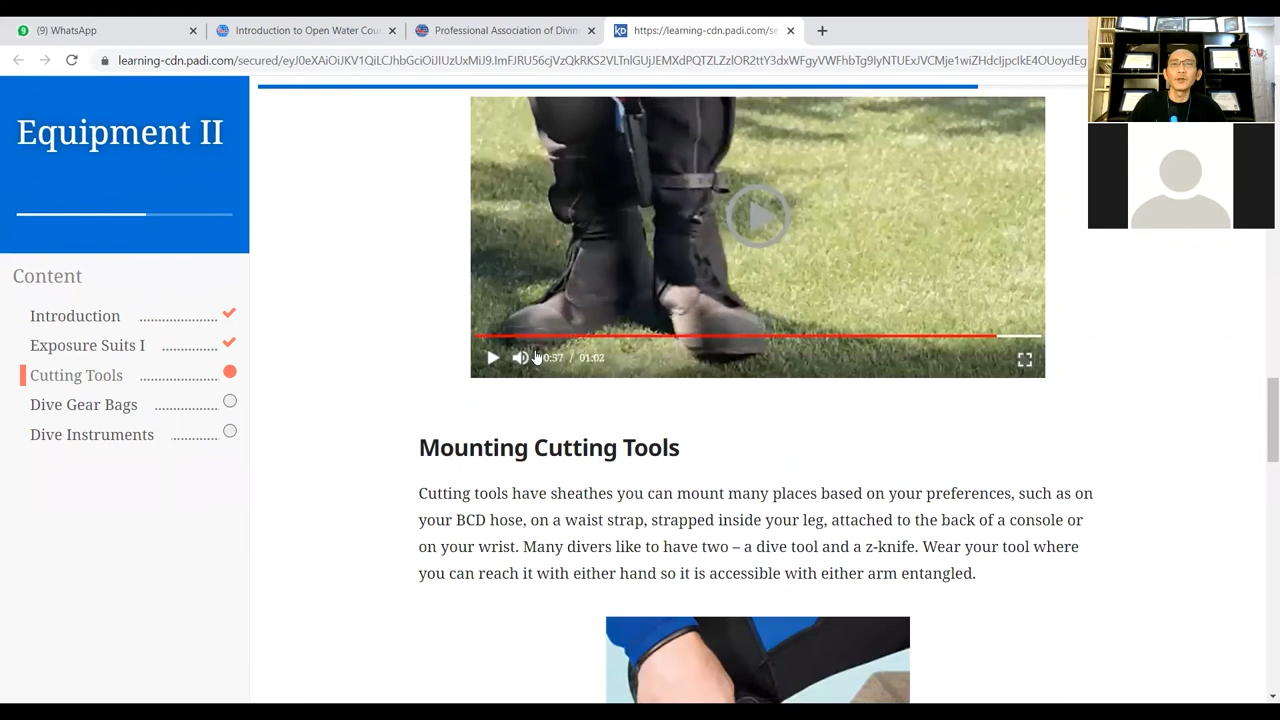 (9) WhatsApp
Introduction to Open Water Cou
Professional Association of Divin
https://learning-cdn.padi.com/se
learning-cdn.padi.com/secured/
Equipment II
Content
Introduction
Exposure Suits I
Cutting Tools
Dive Gear Bags
Dive Instruments
0:57 / 01:02
Mounting Cutting Tools
Cutting tools have sheathes you can mount many places based on your preferences, such as on
your BCD hose, on a waist strap, strapped inside your leg, attached to the back of a console or
on your wrist. Many divers like to have two – a dive tool and a z-knife. Wear your tool where
you can reach it with either hand so it is accessible with either arm entangled.